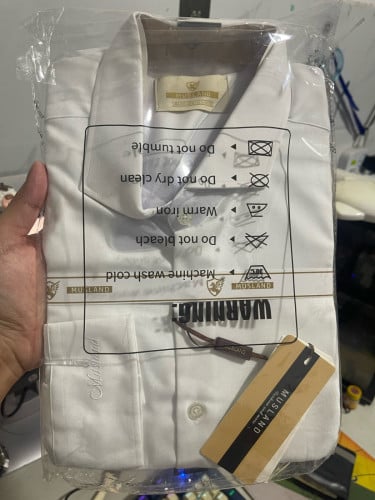 MUSLAND
WARNING:
Machine wash cold
Do not bleach
Warm iron
Do not dry clean
Do not tumble
MUSLAND
MUSLAND
MUSLAND